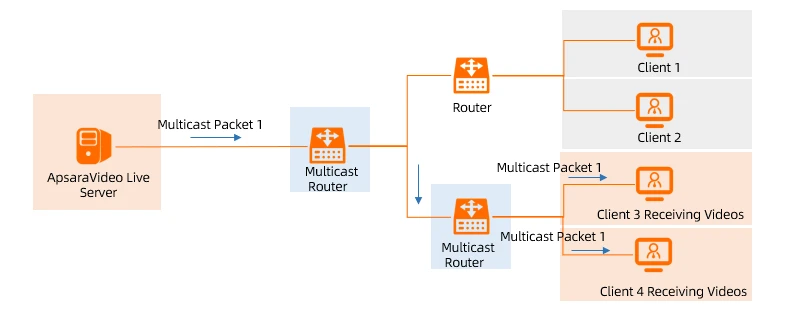 Client 1
Router
Multicast Packet 1
Client 2
ApsaraVideo Live
Server
Multicast
Router
Multicast Packet 1
Client 3 Receiving Videos
Multicast Packet 1
Multicast
Router
Client 4 Receiving Videos